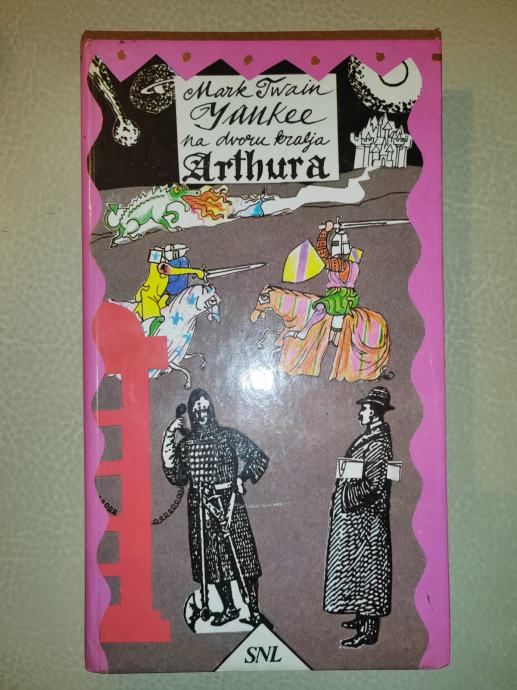 Mark Twain
Yankee
na dvoru kralja
Arthura
SNL